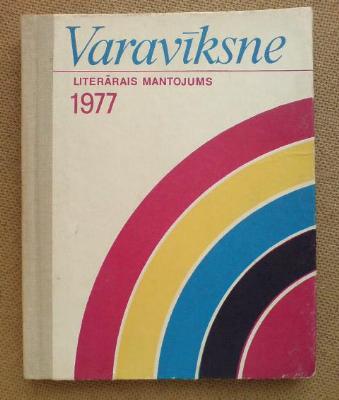 Varavīksne
LITERĀRAIS MANTOJUMS
1977